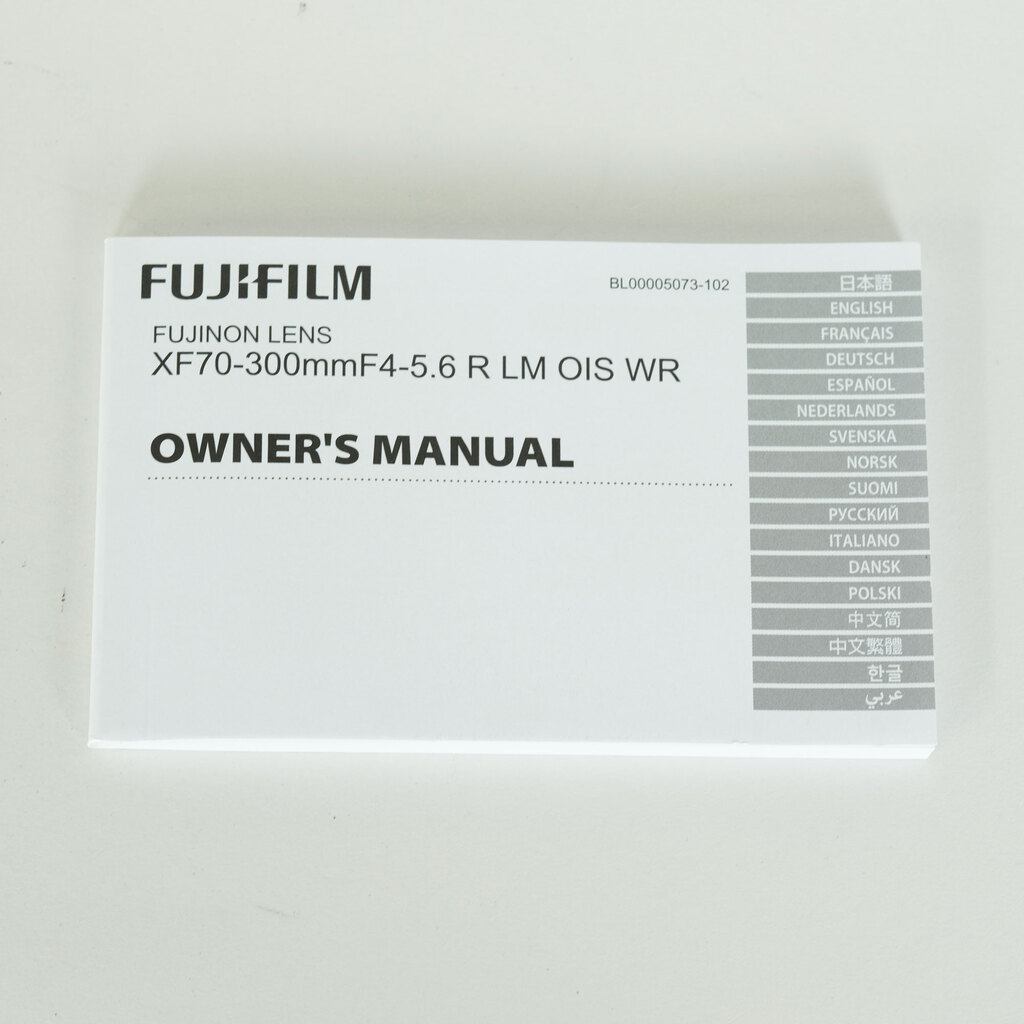 FUJIFILM
BL00005073-102
FUJINON LENS
XF70-300mmF4-5.6 R LM OIS WR
OWNER'S MANUAL
日本語
ENGLISH
FRANÇAIS
DEUTSCH
ESPAÑOL
NEDERLANDS
SVENSKA
NORSK
SUOMI
РУССКИЙ
ITALIANO
DANSK
POLSKI
中文简
中文繁體
한글
عربي